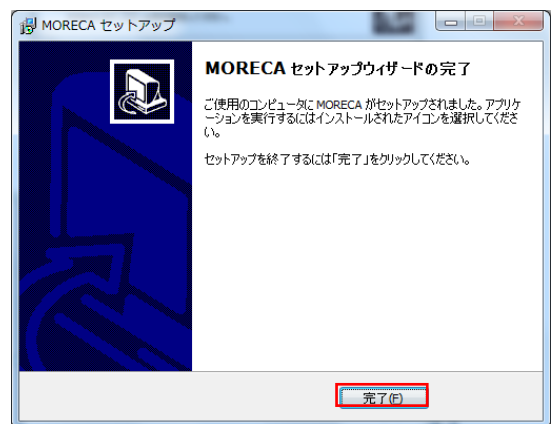 MORECA セットアップ
MORECA セットアップウィザードの完了
ご使用のコンピュータに MORECA がセットアップされました。アプリケ
ーションを実行するにはインストールされたアイコンを選択してくださ
い。
セットアップを終了するには「完了」をクリックしてください。
完了(F)